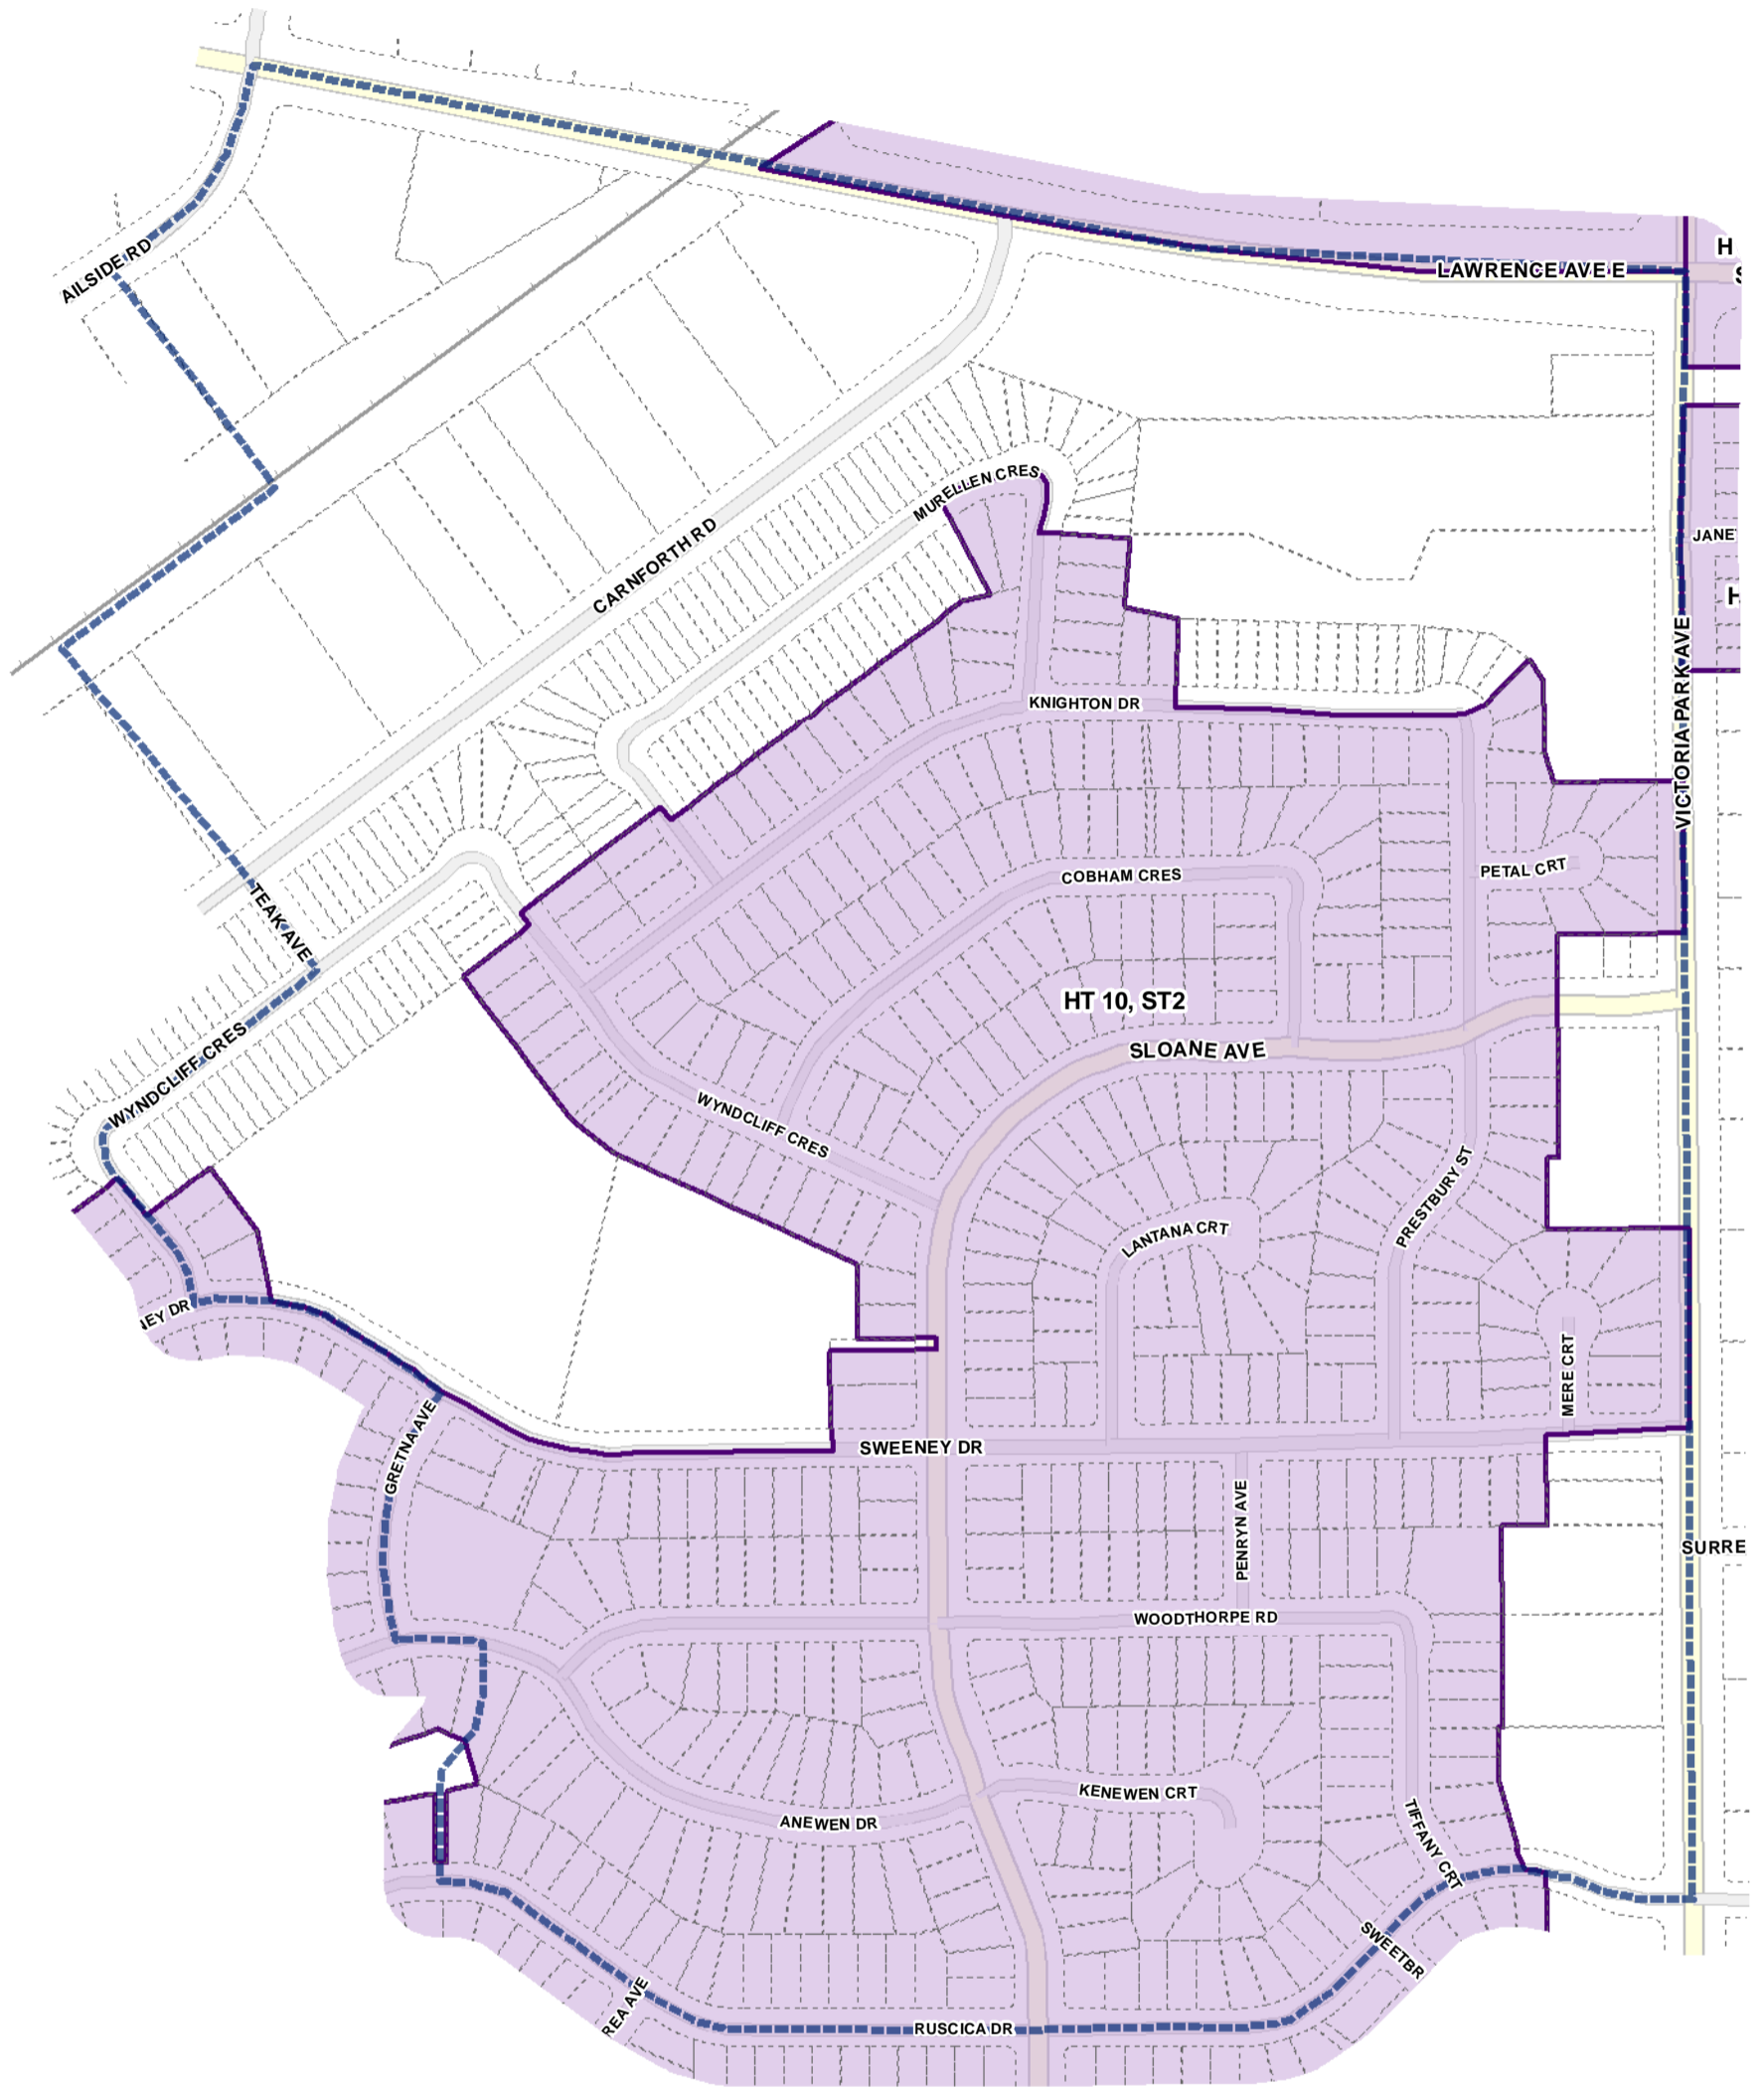 H
S
LAWRENCE AVE E
AILSIDE RD
MURELLEN CRES
JANE
CARNFORTH RD
H
KNIGHTON DR
VICTORIA PARK AVE
PETAL CRT
COBHAM CRES
TEAK AVE
HT 10, ST2
SLOANE AVE
WYNDCLIFF CRES
WYNDCLIFF CRES
PRESTBURY ST
LANTANA CRT
NEY DR
MERE CRT
GRETNA AVE
SWEENEY DR
PENRYN AVE
SURRE
WOODTHORPE RD
KENEWEN CRT
ANEWEN DR
TIFFANY CRT
SWEETBR
REA AVE
RUSCICA DR